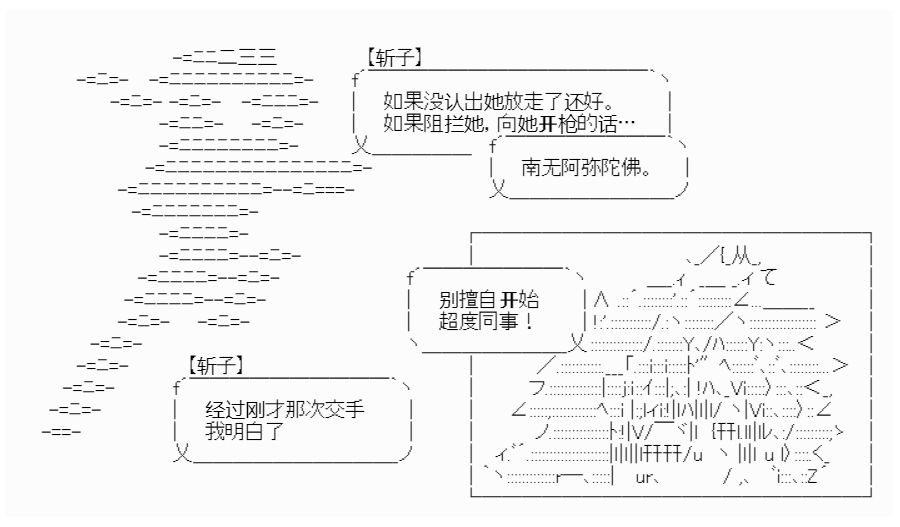 【斩子】
如果没认出她放走了还好。
如果阻拦她，向她开枪的话…
南无阿弥陀佛。
别擅自开始
超度同事！
【斩子】
经过刚才那次交手
我明白了